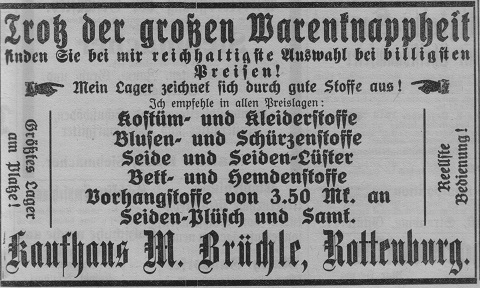 Trotz der großen Warenknappheit
finden Sie bei mir reichhaltigste Auswahl bei billigsten
Preisen!
Mein Lager zeichnet sich durch gute Stoffe aus!
Ich empfehle in allen Preislagen:
Größtes Lager
am Platze!
Kostüm- und Kleiderstoffe
Blusen- und Schürzenstoffe
Seide und Seiden-Lüster
Bett- und Hemdenstoffe
Vorhangstoffe von 3.50 Mk. an
Seiden-Plüsch und Samt.
Reellste
Bedienung!
Kaufhaus M. Brüchle, Rottenburg.